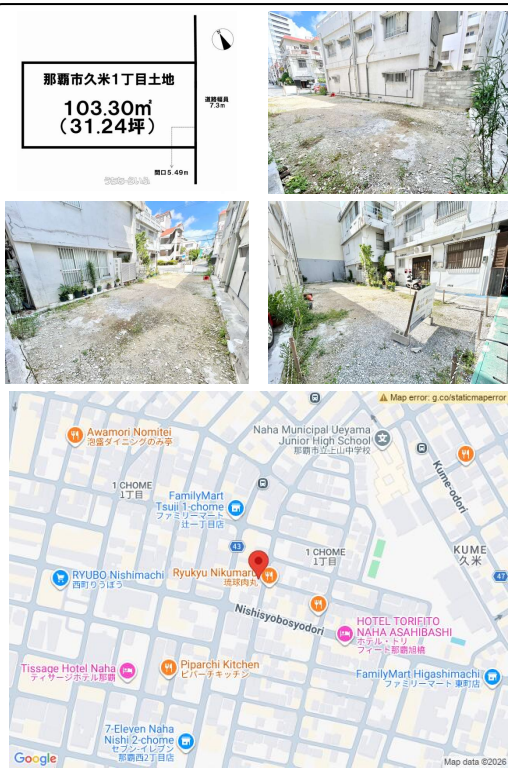 那覇市久米1丁目土地
103.30㎡
(31.24坪)
道路幅員
7.3m
間口5.49m
うちなーらいふ
Map error: g.co/staticmaperror
Awamori Nomitei
泡盛ダイニングのみ亭
Naha Municipal Ueyama
Junior High School
那覇市立上山中学校
Kume-odori
1 CHOME
1丁目
FamilyMart
Tsuji 1-chome
ファミリーマート
辻一丁目店
43
1 CHOME
1丁目
KUME
久米
47
RYUBO Nishimachi
西町りうぼう
Ryukyu Nikumaru
琉球肉丸
Nishisyobosyodori
HOTEL TORIFITO
NAHA ASAHIBASHI
ホテル・トリ
フィート那覇旭橋
Tissage Hotel Naha
ティサージホテル那覇
Piparchi Kitchen
ピパーチキッチン
FamilyMart Higashimachi
ファミリーマート 東町店
7-Eleven Naha
Nishi 2-chome
セブン-イレブン
那覇西2丁目店
Google
Map data ©2026